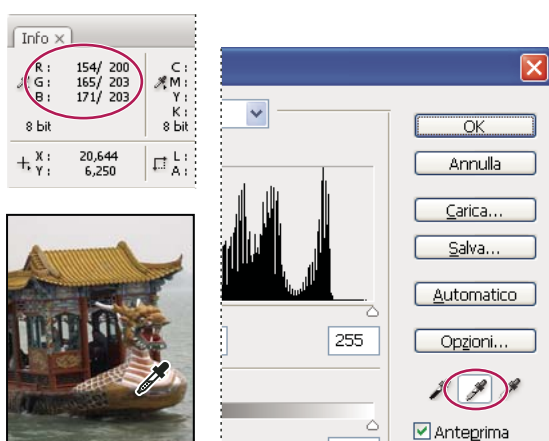 Info ×
R : 154/ 200 C :
G : 165/ 203 M :
B : 171/ 203 Y :
K :
8 bit 8 bit
X : 20,644 L :
Y : 6,250 A :
OK
Annulla
Carica...
Salva...
Automatico
255 Opzioni...
Anteprima